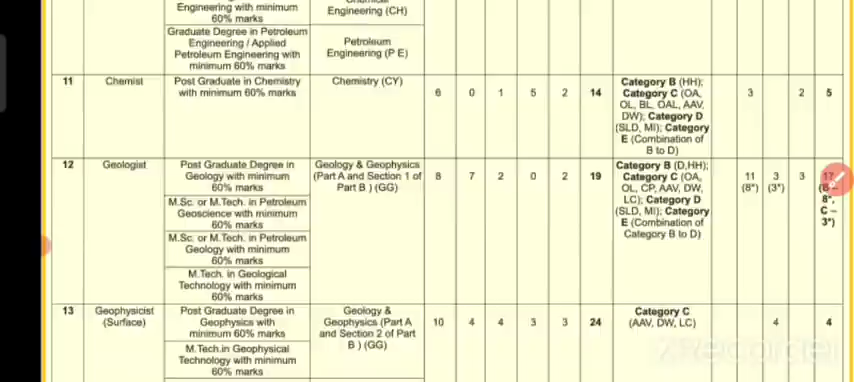 Engineering with minimum
60% marks
Engineering (CH)
Graduate Degree in Petroleum
Engineering / Applied
Petroleum Engineering with
minimum 60% marks
Petroleum
Engineering (P E)
11 Chemist Post Graduate in Chemistry
with minimum 60% marks
Chemistry (CY)
6 0 1 5 2 14
Category B (HH);
Category C (OA,
OL, BL, OAL, AAV,
DW); Category D
(SLD, MI); Category
E (Combination of
B to D)
3 2 5
12 Geologist Post Graduate Degree in
Geology with minimum
60% marks
M.Sc. or M.Tech. in Petroleum
Geoscience with minimum
60% marks
M.Sc. or M.Tech. in Petroleum
Geology with minimum
60% marks
M.Tech. in Geological
Technology with minimum
60% marks
Geology & Geophysics
(Part A and Section 1 of
Part B ) (GG)
8 7 2 0 2 19
Category B (D,HH);
Category C (OA,
OL, CP, AAV, DW,
LC); Category D
(SLD, MI); Category
E (Combination of
Category B to D)
11
(8*)
3
(3*)
3
17
(B –
8*,
C –
3*)
13 Geophysicist
(Surface)
Post Graduate Degree in
Geophysics with
minimum 60% marks
M.Tech.in Geophysical
Technology with minimum
60% marks
Geology &
Geophysics (Part A
and Section 2 of Part
B ) (GG)
10 4 4 3 3 24
Category C
(AAV, DW, LC)
4 4